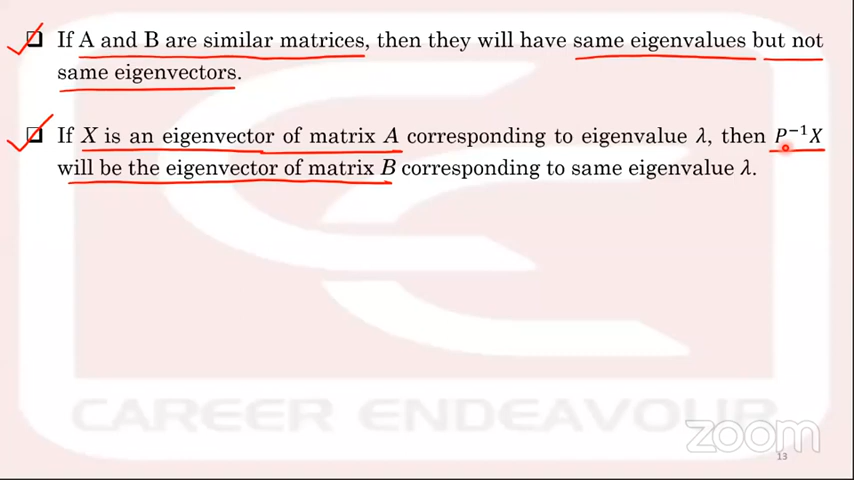 If A and B are similar matrices, then they will have same eigenvalues but not
same eigenvectors.
If X is an eigenvector of matrix A corresponding to eigenvalue λ, then P⁻¹X
will be the eigenvector of matrix B corresponding to same eigenvalue λ.
CAREER ENDEAVOUR
zoom
13